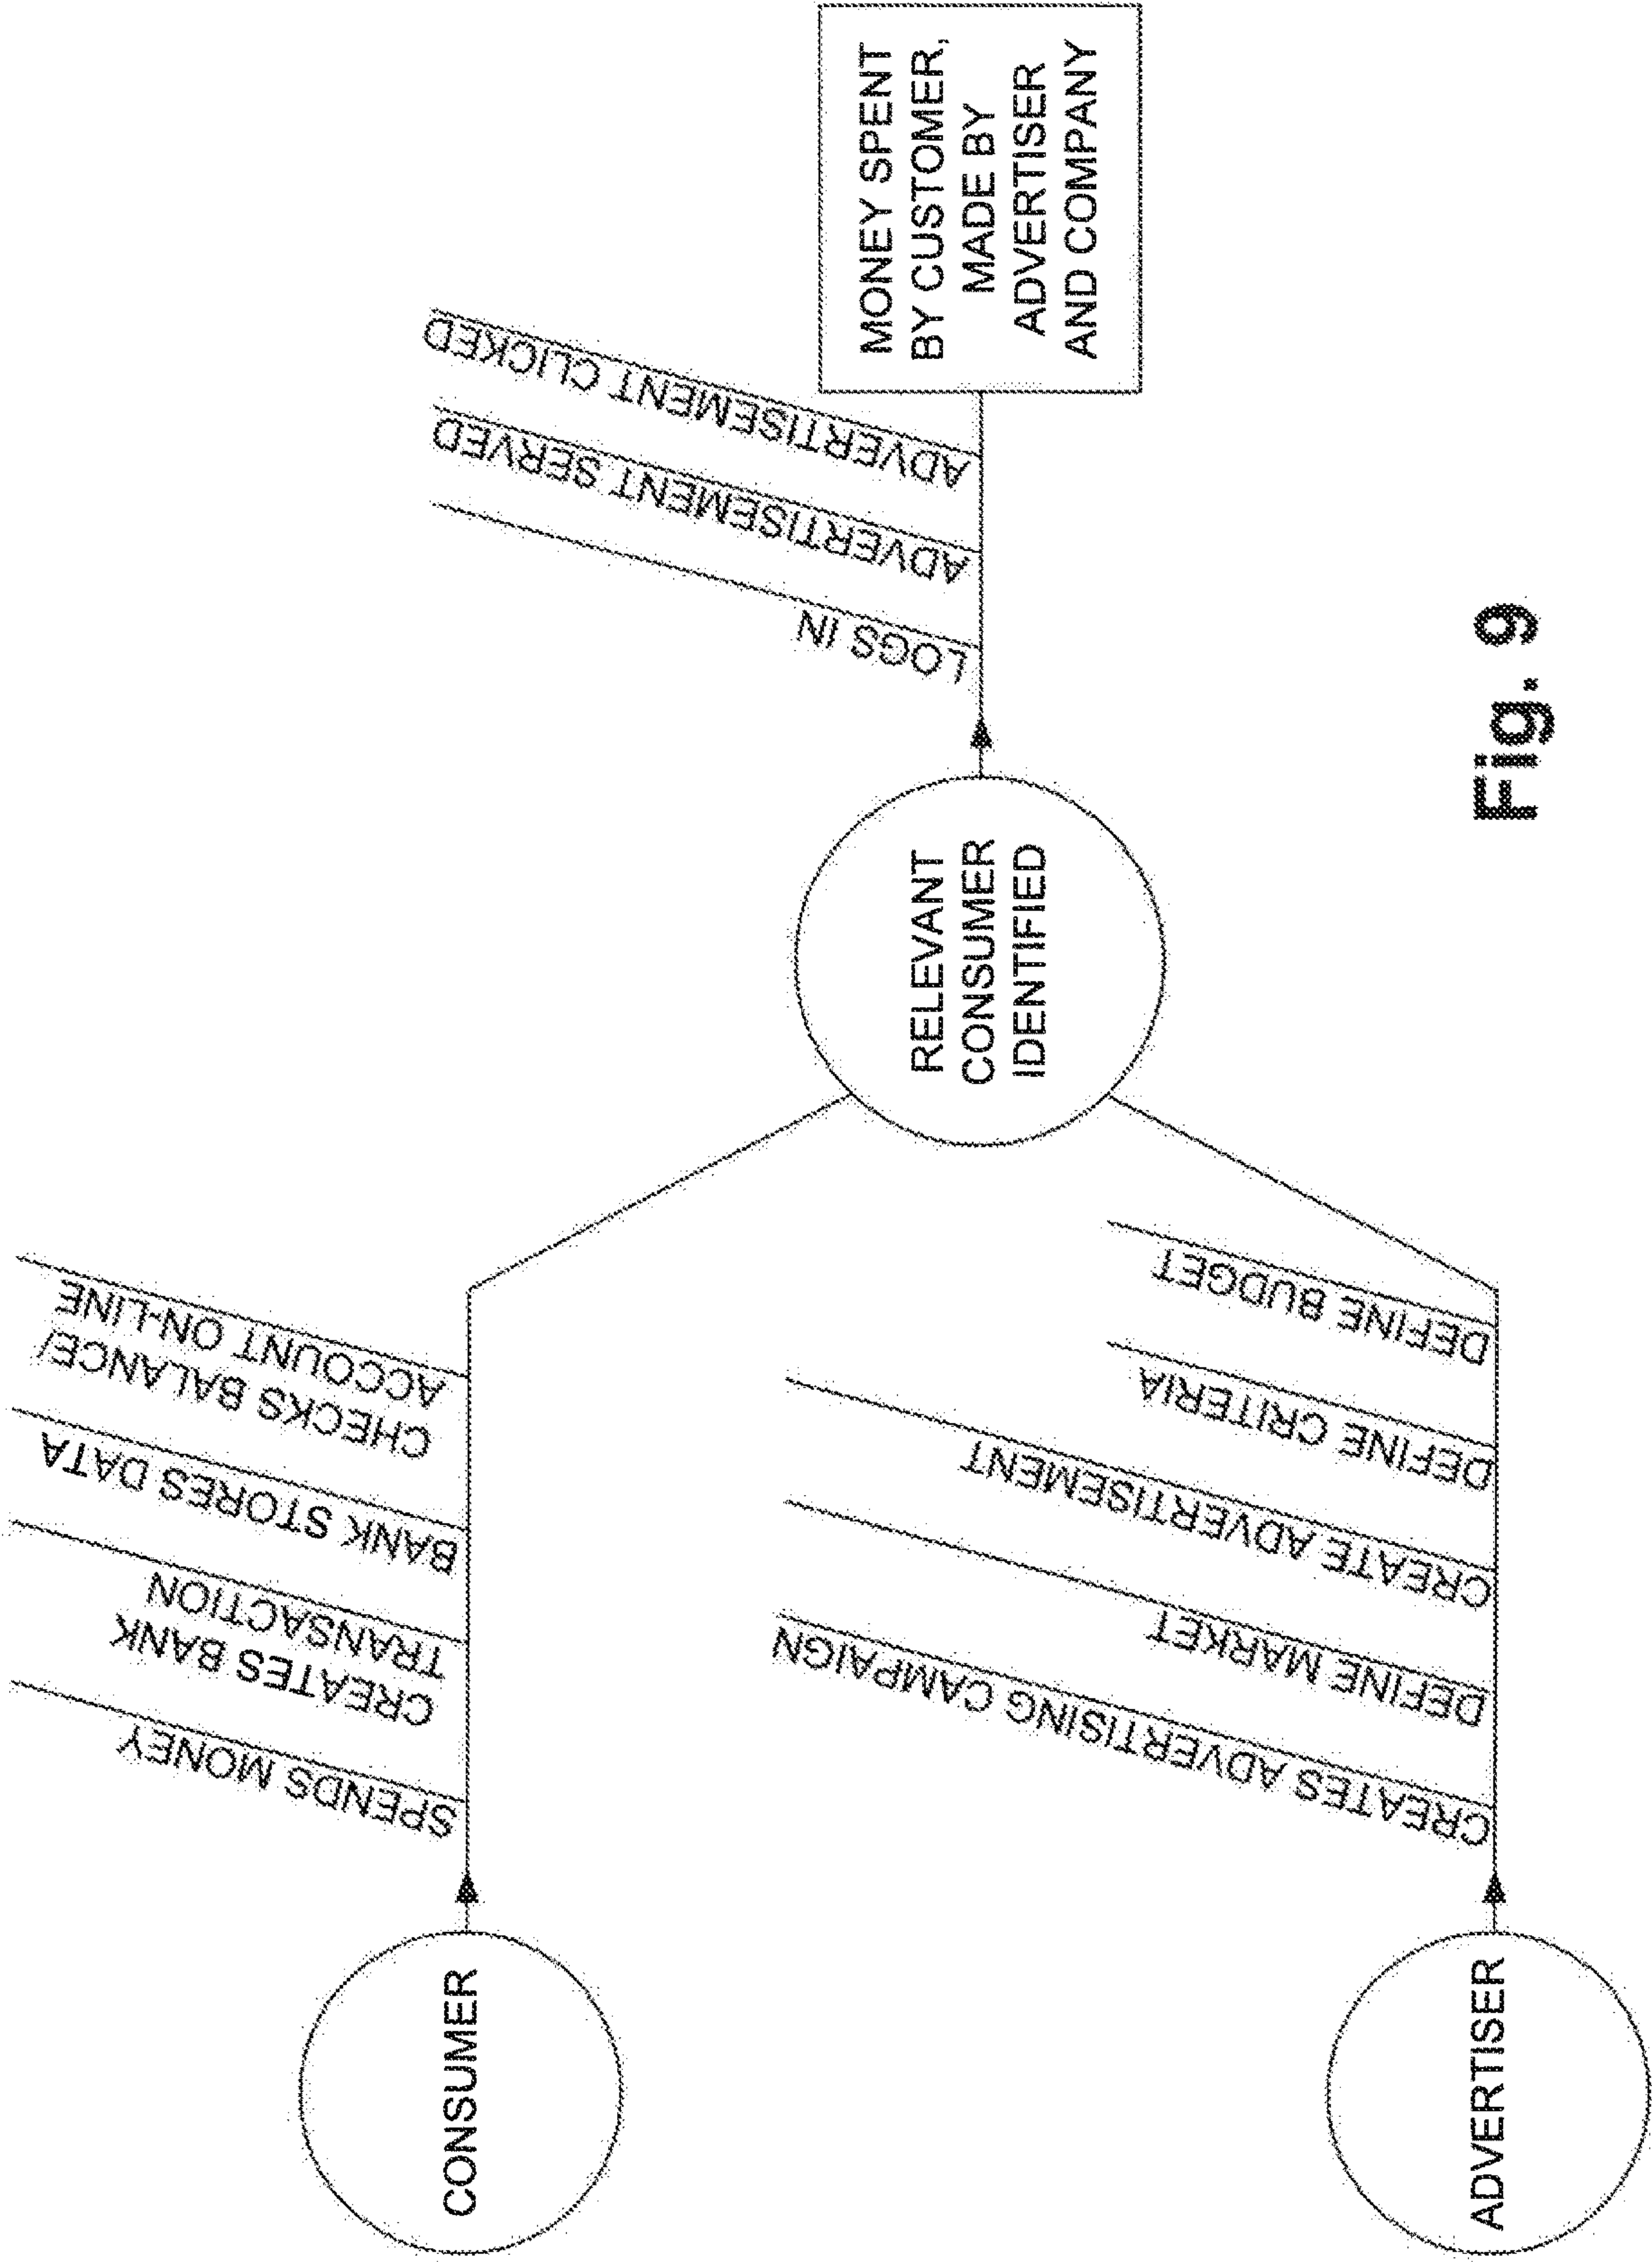 CONSUMER
SPENDS MONEY
CREATES BANK
TRANSACTION
BANK STORES DATA
CHECKS BALANCE/
ACCOUNT ON-LINE
ADVERTISER
CREATES ADVERTISING CAMPAIGN
DEFINE MARKET
CREATE ADVERTISEMENT
DEFINE CRITERIA
DEFINE BUDGET
RELEVANT
CONSUMER
IDENTIFIED
LOGS IN
ADVERTISEMENT SERVED
ADVERTISEMENT CLICKED
MONEY SPENT
BY CUSTOMER,
MADE BY
ADVERTISER
AND COMPANY
Fig. 9